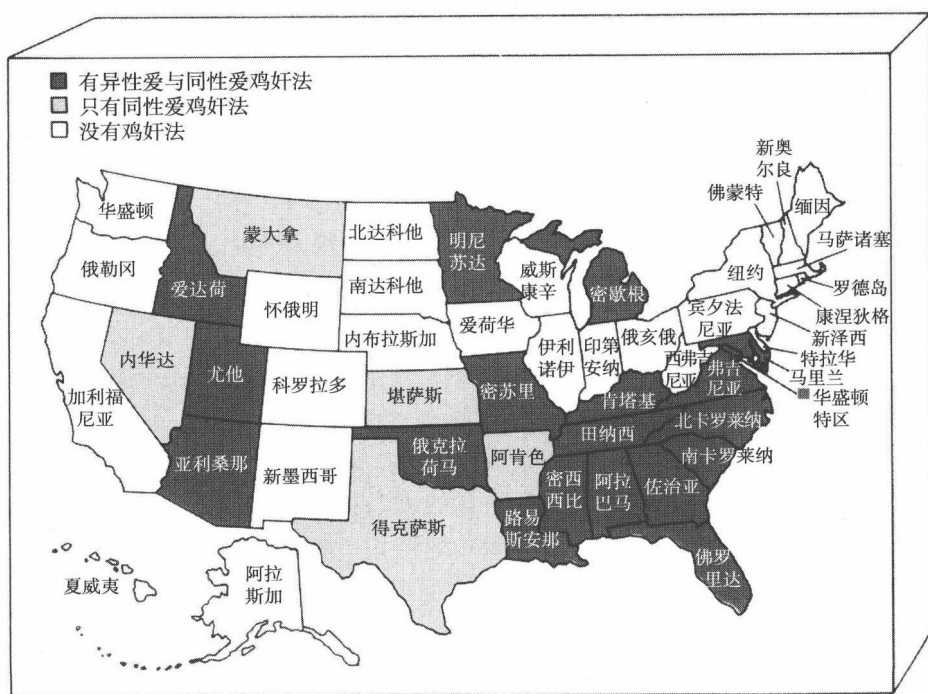 有异性爱与同性爱鸡奸法
只有同性爱鸡奸法
没有鸡奸法
新奥
尔良
佛蒙特
缅因
华盛顿
蒙大拿
北达科他
明尼
苏达
马萨诸塞
俄勒冈
爱达荷
南达科他
威斯
康辛
密歇根
纽约
罗德岛
怀俄明
宾夕法
尼亚
康涅狄格
内布拉斯加
爱荷华
俄亥俄
新泽西
内华达
尤他
科罗拉多
伊利
诺伊
印第
安纳
西弗吉
尼亚
弗吉
尼亚
特拉华
马里兰
加利福
尼亚
堪萨斯
密苏里
肯塔基
华盛顿
特区
北卡罗莱纳
田纳西
亚利桑那
新墨西哥
俄克拉
荷马
阿肯色
南卡罗莱纳
密西
西比
阿拉
巴马
佐治亚
得克萨斯
路易
斯安那
佛罗
里达
夏威夷
阿拉
斯加